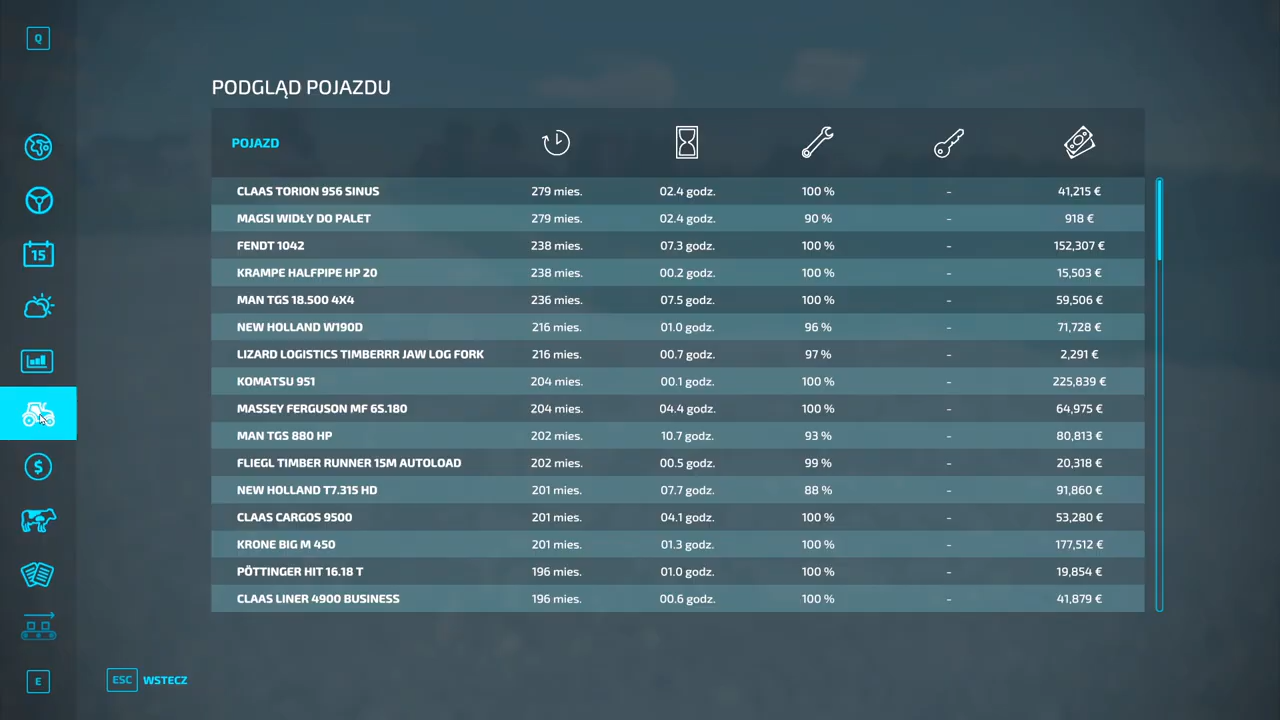 Q
PODGLĄD POJAZDU
POJAZD
CLAAS TORION 956 SINUS 279 mies. 02.4 godz. 100 % - 41,215 €
MAGSI WIDŁY DO PALET 279 mies. 02.4 godz. 90 % - 918 €
FENDT 1042 238 mies. 07.3 godz. 100 % - 152,307 €
15
KRAMPE HALFPIPE HP 20 238 mies. 00.2 godz. 100 % - 15,503 €
MAN TGS 18.500 4X4 236 mies. 07.5 godz. 100 % - 59,506 €
NEW HOLLAND W190D 216 mies. 01.0 godz. 96 % - 71,728 €
LIZARD LOGISTICS TIMBERRR JAW LOG FORK 216 mies. 00.7 godz. 97 % - 2,291 €
KOMATSU 951 204 mies. 00.1 godz. 100 % - 225,839 €
MASSEY FERGUSON MF 6S.180 204 mies. 04.4 godz. 100 % - 64,975 €
MAN TGS 880 HP 202 mies. 10.7 godz. 93 % - 80,813 €
FLIEGL TIMBER RUNNER 15M AUTOLOAD 202 mies. 00.5 godz. 99 % - 20,318 €
$
NEW HOLLAND T7.315 HD 201 mies. 07.7 godz. 88 % - 91,860 €
CLAAS CARGOS 9500 201 mies. 04.1 godz. 100 % - 53,280 €
KRONE BIG M 450 201 mies. 01.3 godz. 100 % - 177,512 €
PÖTTINGER HIT 16.18 T 196 mies. 01.0 godz. 100 % - 19,854 €
CLAAS LINER 4900 BUSINESS 196 mies. 00.6 godz. 100 % - 41,879 €
E
ESC WSTECZ